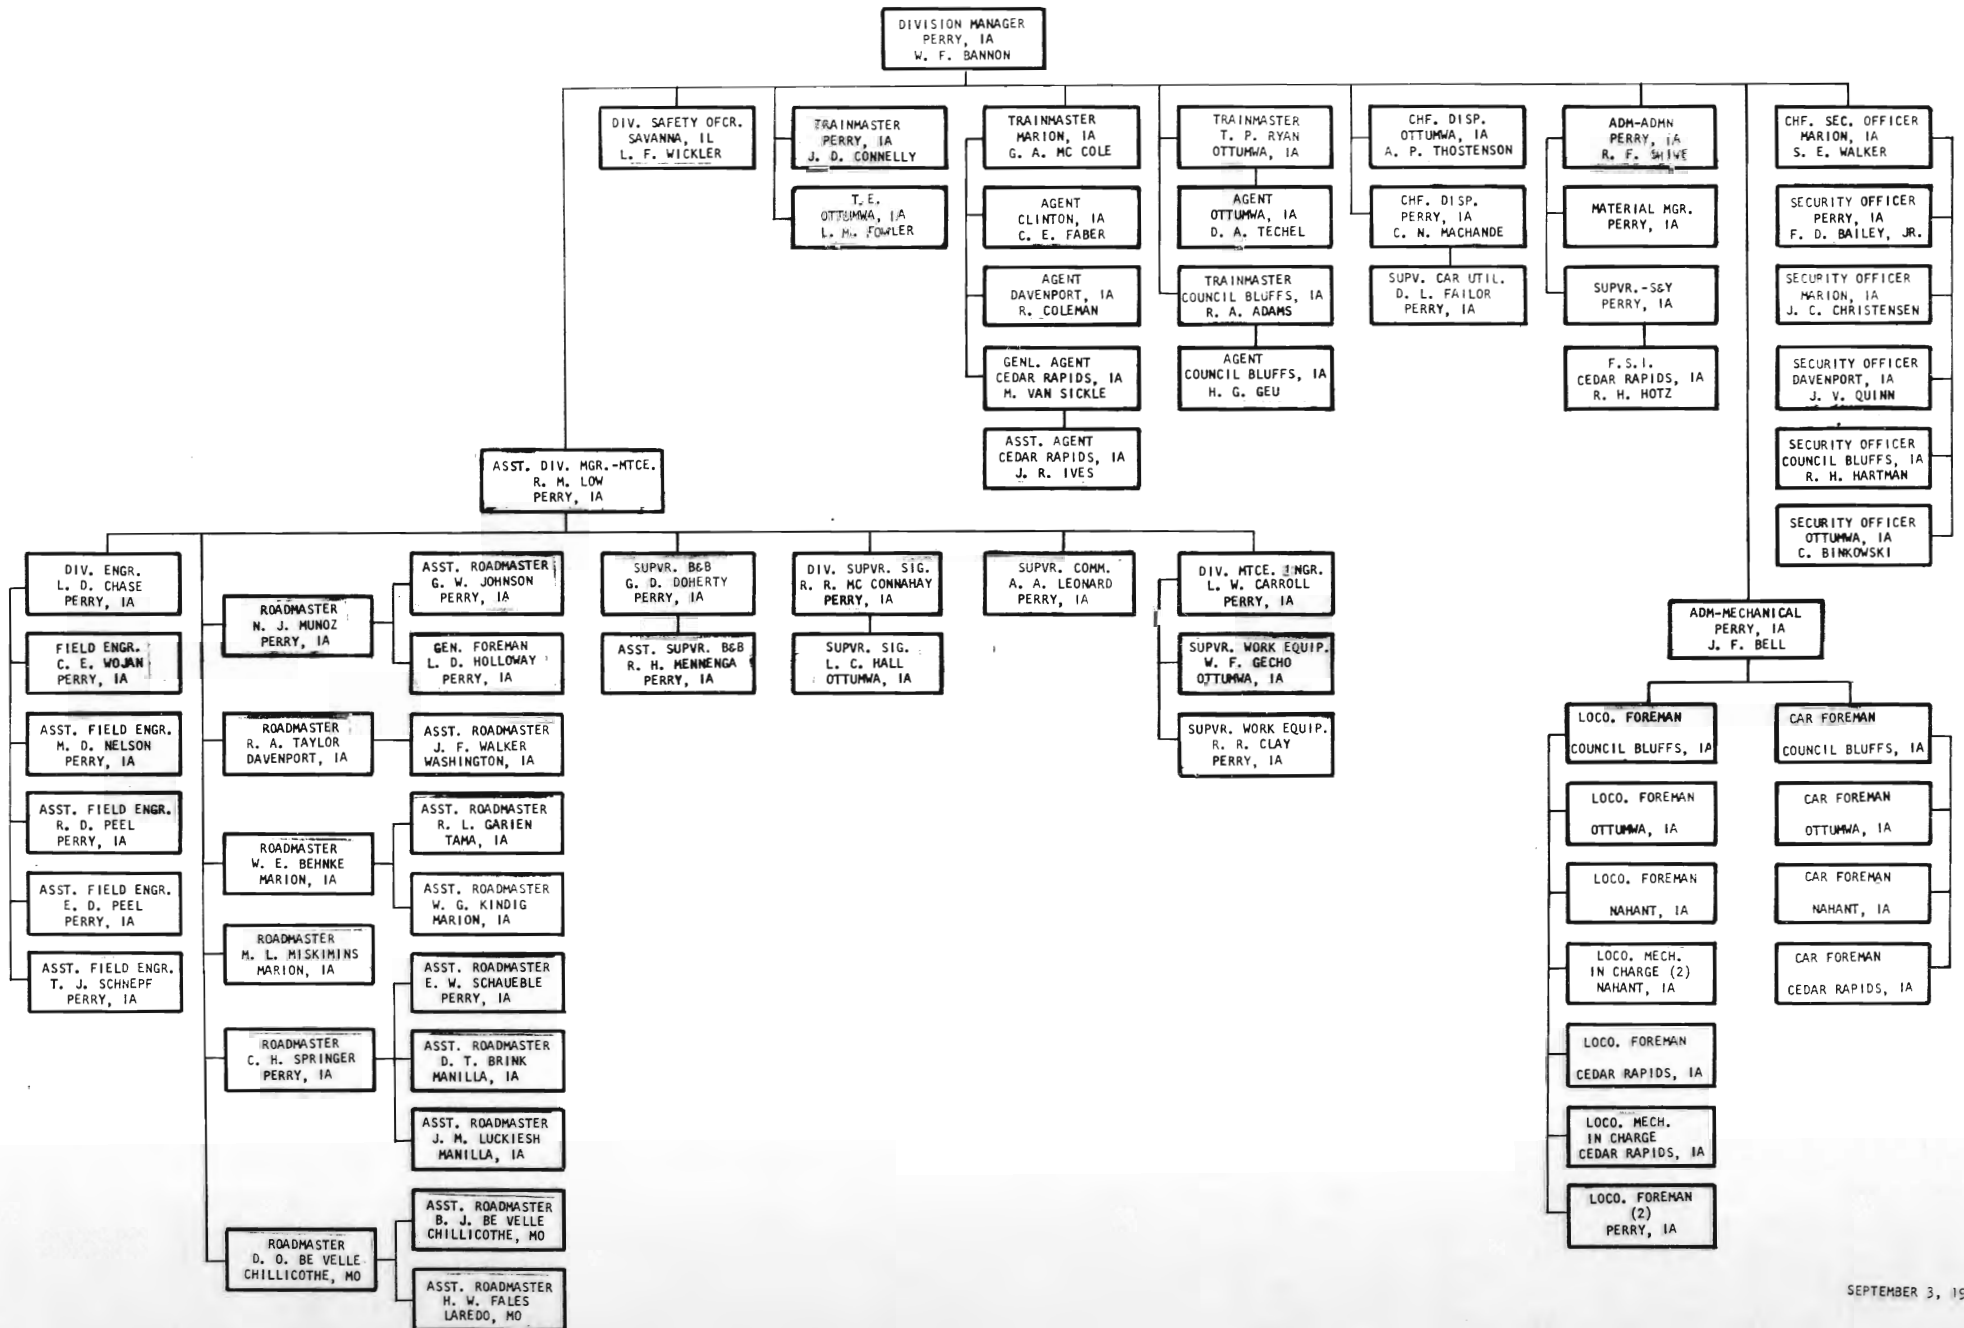 DIVISION MANAGER
PERRY, IA
W. F. BANNON
DIV. SAFETY OFCR.
SAVANNA, IL
L. F. WICKLER
TRAINMASTER
PERRY, IA
J. D. CONNELLY
T.E.
OTTUMWA, IA
L. M. FOWLER
TRAINMASTER
MARION, IA
G. A. MC COLE
AGENT
CLINTON, IA
C. E. FABER
AGENT
DAVENPORT, IA
R. COLEMAN
GENL. AGENT
CEDAR RAPIDS, IA
M. VAN SICKLE
ASST. AGENT
CEDAR RAPIDS, IA
J. R. IVES
TRAINMASTER
T. P. RYAN
OTTUMWA, IA
AGENT
OTTUMWA, IA
D. A. TECHEL
TRAINMASTER
COUNCIL BLUFFS, IA
R. A. ADAMS
AGENT
COUNCIL BLUFFS, IA
H. G. GEU
CHF. DISP.
OTTUMWA, IA
A. P. THOSTENSON
CHF. DISP.
PERRY, IA
C. N. MACHANDE
SUPV. CAR UTIL.
D. L. FAILOR
PERRY, IA
ADM-ADMN
PERRY, IA
R. F.
MATERIAL MGR.
PERRY, IA
SUPVR.-S&Y
PERRY, IA
F.S.I.
CEDAR RAPIDS, IA
R. H. HOTZ
CHF. SEC. OFFICER
MARION, IA
S. E. WALKER
SECURITY OFFICER
PERRY, IA
F. D. BAILEY, JR.
SECURITY OFFICER
MARION, IA
J. C. CHRISTENSEN
SECURITY OFFICER
DAVENPORT, IA
J. V. QUINN
SECURITY OFFICER
COUNCIL BLUFFS, IA
R. H. HARTMAN
SECURITY OFFICER
OTTUMWA, IA
C. BINKOWSKI
ASST. DIV. MGR.-MTCE.
R. M. LOW
PERRY, IA
DIV. ENGR.
L. D. CHASE
PERRY, IA
FIELD ENGR.
C. E. WOJAN
PERRY, IA
ASST. FIELD ENGR.
M. D. NELSON
PERRY, IA
ASST. FIELD ENGR.
R. D. PEEL
PERRY, IA
ASST. FIELD ENGR.
E. D. PEEL
PERRY, IA
ASST. FIELD ENGR.
T. J. SCHNEPF
PERRY, IA
ROADMASTER
N. J. MUNOZ
PERRY, IA
ASST. ROADMASTER
G. W. JOHNSON
PERRY, IA
GEN. FOREMAN
L. D. HOLLOWAY
PERRY, IA
ROADMASTER
R. A. TAYLOR
DAVENPORT, IA
ASST. ROADMASTER
J. F. WALKER
WASHINGTON, IA
ROADMASTER
W. E. BEHNKE
MARION, IA
ASST. ROADMASTER
R. L. GARIEN
TAMA, IA
ASST. ROADMASTER
W. G. KINDIG
MARION, IA
ROADMASTER
M. L. MISKIMINS
MARION, IA
ROADMASTER
C. H. SPRINGER
PERRY, IA
ASST. ROADMASTER
E. W. SCHAUEBLE
PERRY, IA
ASST. ROADMASTER
D. T. BRINK
MANILLA, IA
ASST. ROADMASTER
J. M. LUCKIESH
MANILLA, IA
ROADMASTER
D. O. BE VELLE
CHILLICOTHE, MO
ASST. ROADMASTER
B. J. BE VELLE
CHILLICOTHE, MO
ASST. ROADMASTER
H. W. FALES
LAREDO, MO
SUPVR. B&B
G. D. DOHERTY
PERRY, IA
ASST. SUPVR. B&B
R. H. MENNENGA
PERRY, IA
DIV. SUPVR. SIG.
R. R. MC CONNAHAY
PERRY, IA
SUPVR. SIG.
L. C. HALL
OTTUMWA, IA
SUPVR. COMM.
A. A. LEONARD
PERRY, IA
DIV. MTCE. ENGR.
L. W. CARROLL
PERRY, IA
SUPVR. WORK EQUIP.
W. F. GECHO
OTTUMWA, IA
SUPVR. WORK EQUIP.
R. R. CLAY
PERRY, IA
ADM-MECHANICAL
PERRY, IA
J. F. BELL
LOCO. FOREMAN
COUNCIL BLUFFS, IA
LOCO. FOREMAN
OTTUMWA, IA
LOCO. FOREMAN
NAHANT, IA
LOCO. MECH.
IN CHARGE (2)
NAHANT, IA
LOCO. FOREMAN
CEDAR RAPIDS, IA
LOCO. MECH.
IN CHARGE
CEDAR RAPIDS, IA
LOCO. FOREMAN
(2)
PERRY, IA
CAR FOREMAN
COUNCIL BLUFFS, IA
CAR FOREMAN
OTTUMWA, IA
CAR FOREMAN
NAHANT, IA
CAR FOREMAN
CEDAR RAPIDS, IA
SEPTEMBER 3, 19